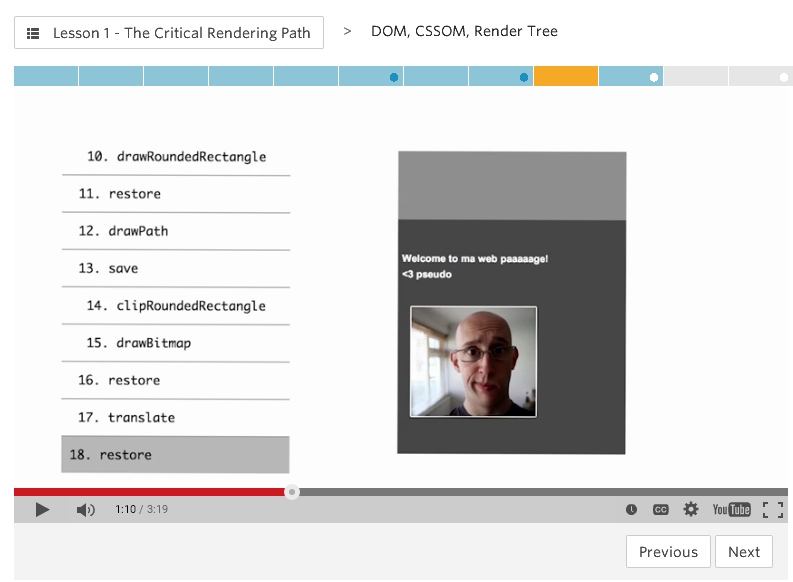 Lesson 1 - The Critical Rendering Path > DOM, CSSOM, Render Tree
10. drawRoundedRectangle
11. restore
12. drawPath
13. save
14. clipRoundedRectangle
15. drawBitmap
16. restore
17. translate
18. restore
Welcome to ma web paaaaage!
<3 pseudo
1:10 / 3:19
CC
YouTube
Previous
Next